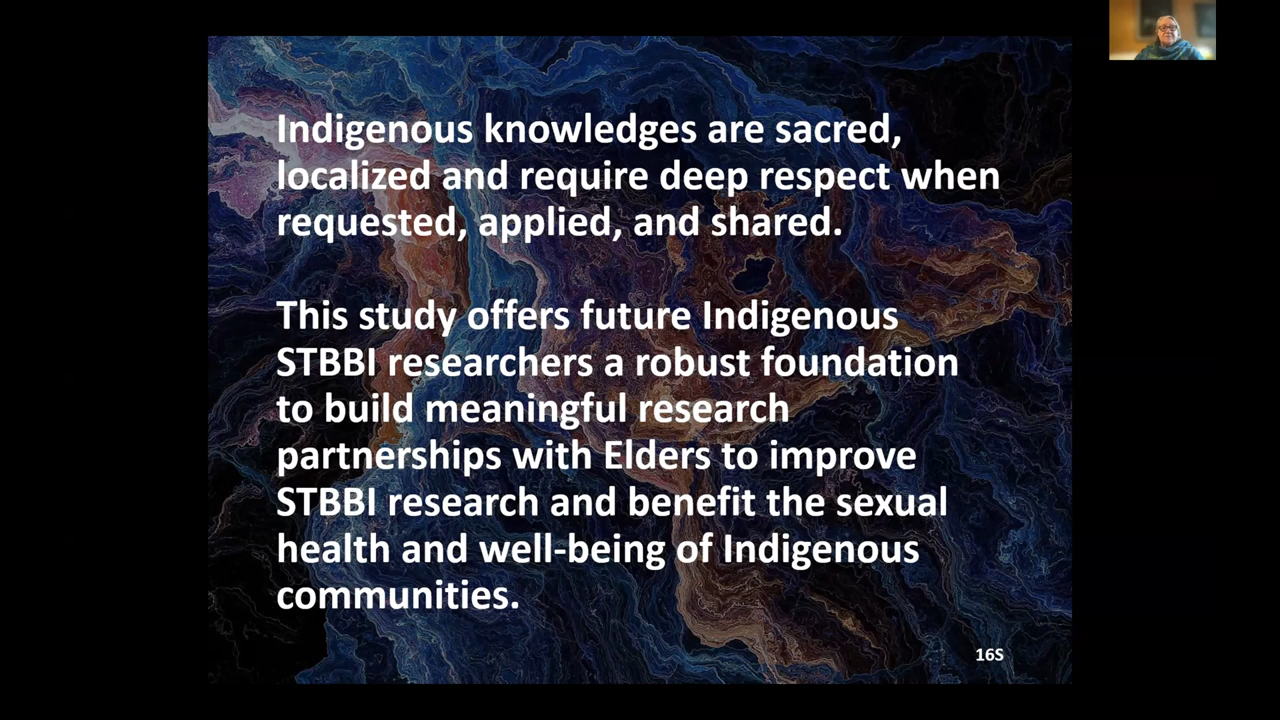 Indigenous knowledges are sacred,
localized and require deep respect when
requested, applied, and shared.
This study offers future Indigenous
STBBI researchers a robust foundation
to build meaningful research
partnerships with Elders to improve
STBBI research and benefit the sexual
health and well-being of Indigenous
communities.
16S